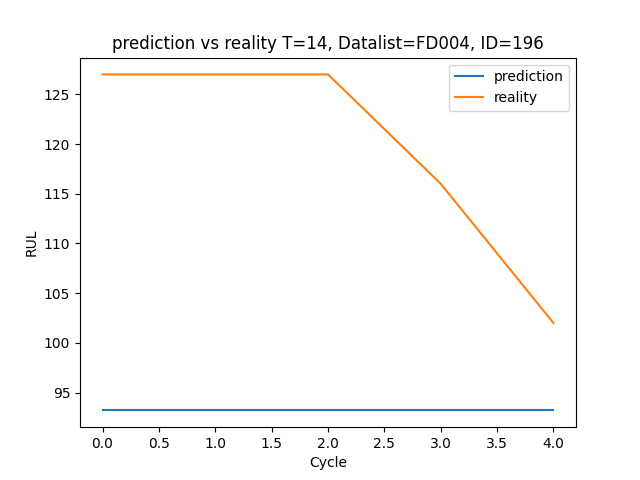 prediction vs reality T=14, Datalist=FD004, ID=196
prediction
reality
125
120
115
110
105
100
95
RUL
0.0 0.5 1.0 1.5 2.0 2.5 3.0 3.5 4.0
Cycle